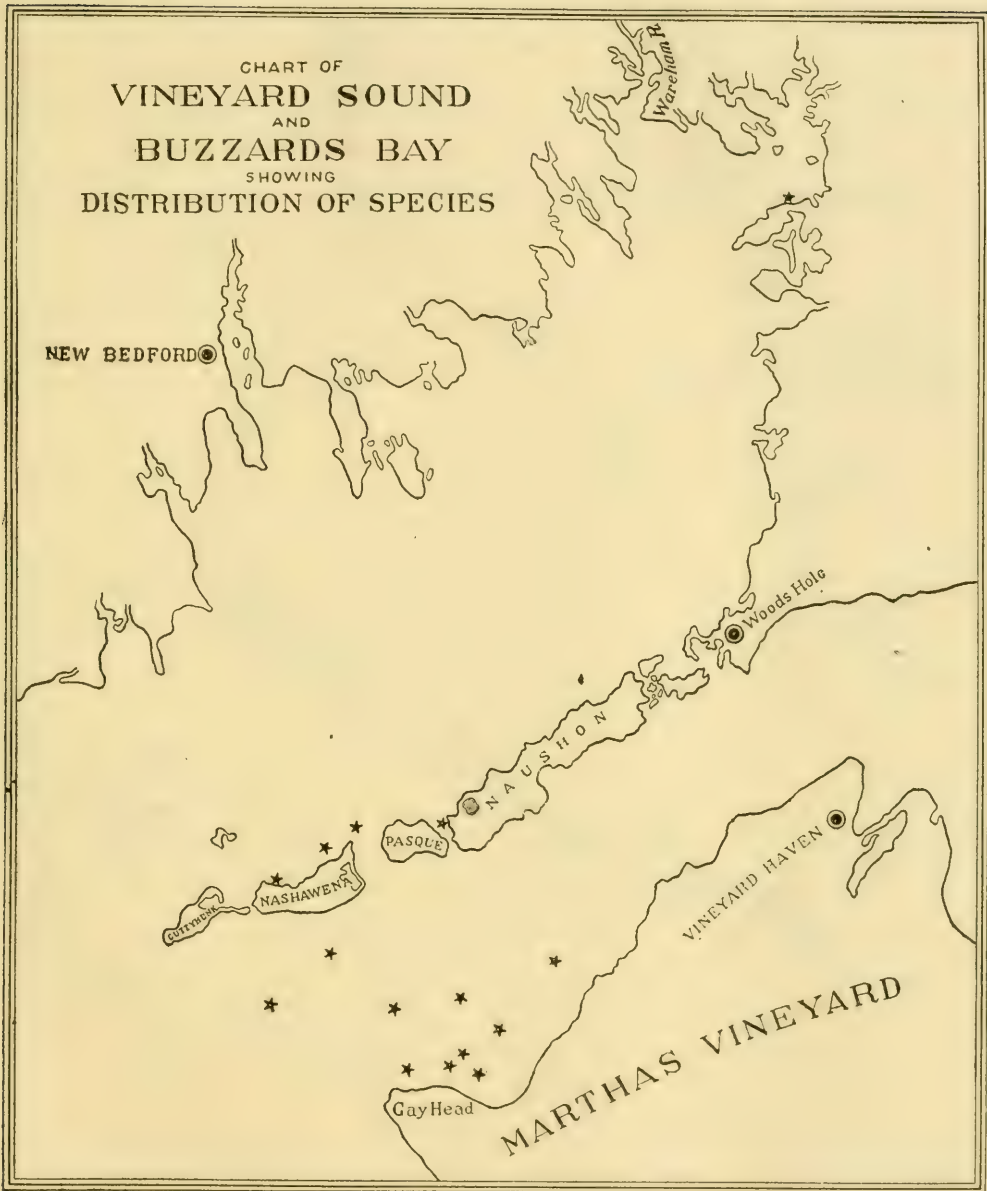 CHART OF
VINEYARD SOUND
AND
BUZZARDS BAY
SHOWING
DISTRIBUTION OF SPECIES
Wareham R.
NEW BEDFORD
Woods Hole
NAUSHON
PASQUE
NASHAWENA
CUTTYHUNK
VINEYARD HAVEN
MARTHAS VINEYARD
Gay Head